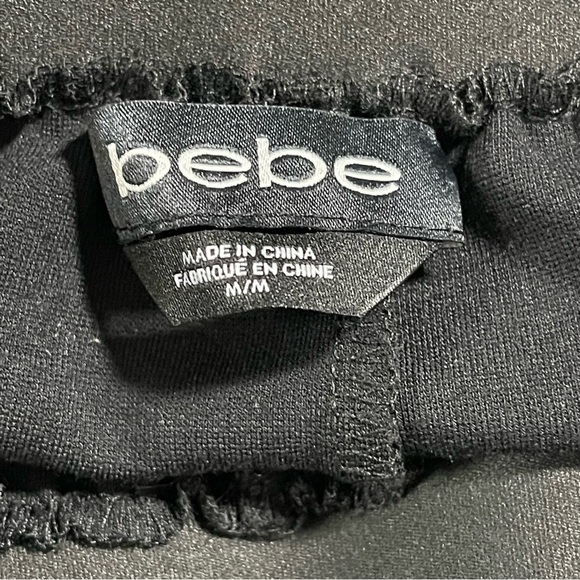 bebe
MADE IN CHINA
FABRIQUÉ EN CHINE
M/M